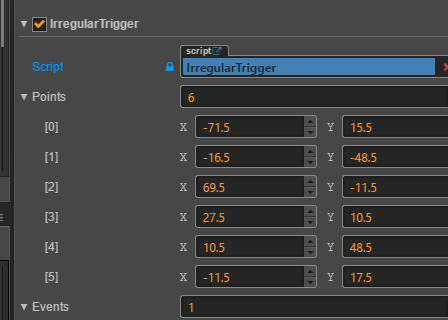 IrregularTrigger
script
Script IrregularTrigger
Points 6
[0] X -71.5 Y 15.5
[1] X -16.5 Y -48.5
[2] X 69.5 Y -11.5
[3] X 27.5 Y 10.5
[4] X 10.5 Y 48.5
[5] X -11.5 Y 17.5
Events 1